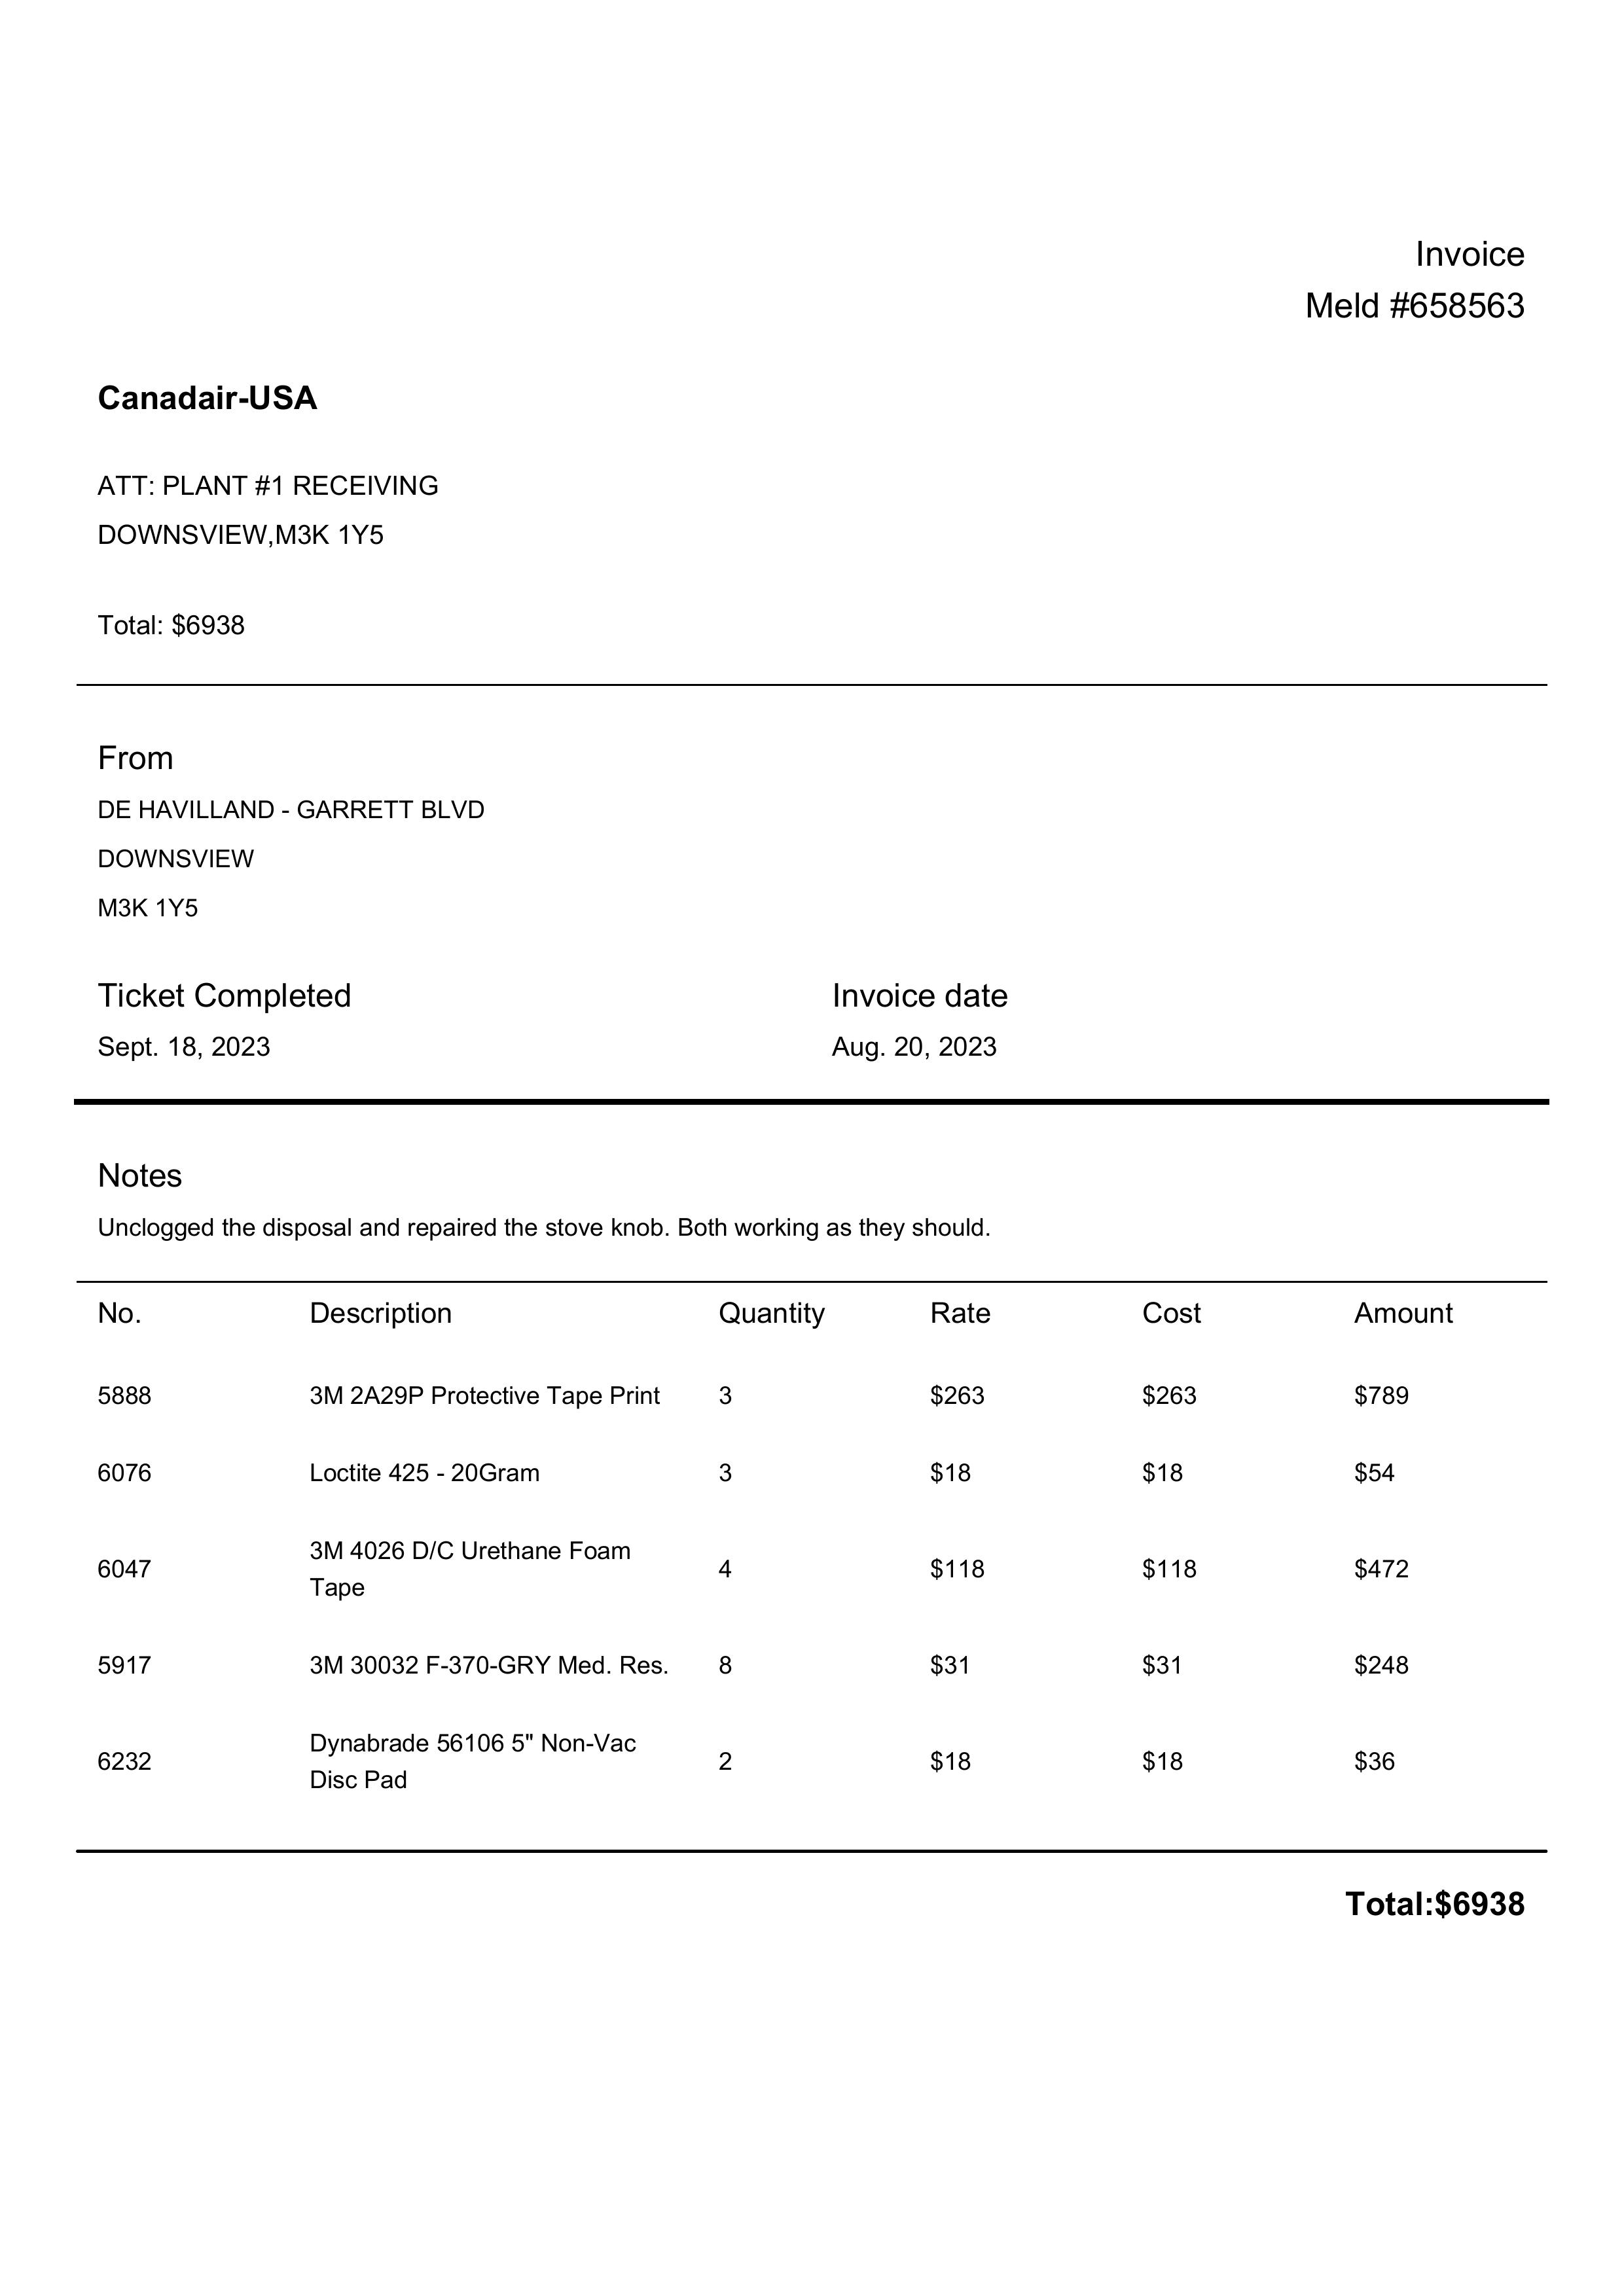 Invoice
Meld #658563
Canadair-USA
ATT: PLANT #1 RECEIVING
DOWNSVIEW,M3K 1Y5
Total: $6938
From
DE HAVILLAND - GARRETT BLVD
DOWNSVIEW
M3K 1Y5
Ticket Completed Invoice date
Sept. 18, 2023 Aug. 20, 2023
Notes
Unclogged the disposal and repaired the stove knob. Both working as they should.
No. Description Quantity Rate Cost Amount
5888 3M 2A29P Protective Tape Print 3 $263 $263 $789
6076 Loctite 425 - 20Gram 3 $18 $18 $54
6047 3M 4026 D/C Urethane Foam 4 $118 $118 $472
Tape
5917 3M 30032 F-370-GRY Med. Res. 8 $31 $31 $248
6232 Dynabrade 56106 5" Non-Vac 2 $18 $18 $36
Disc Pad
Total:$6938